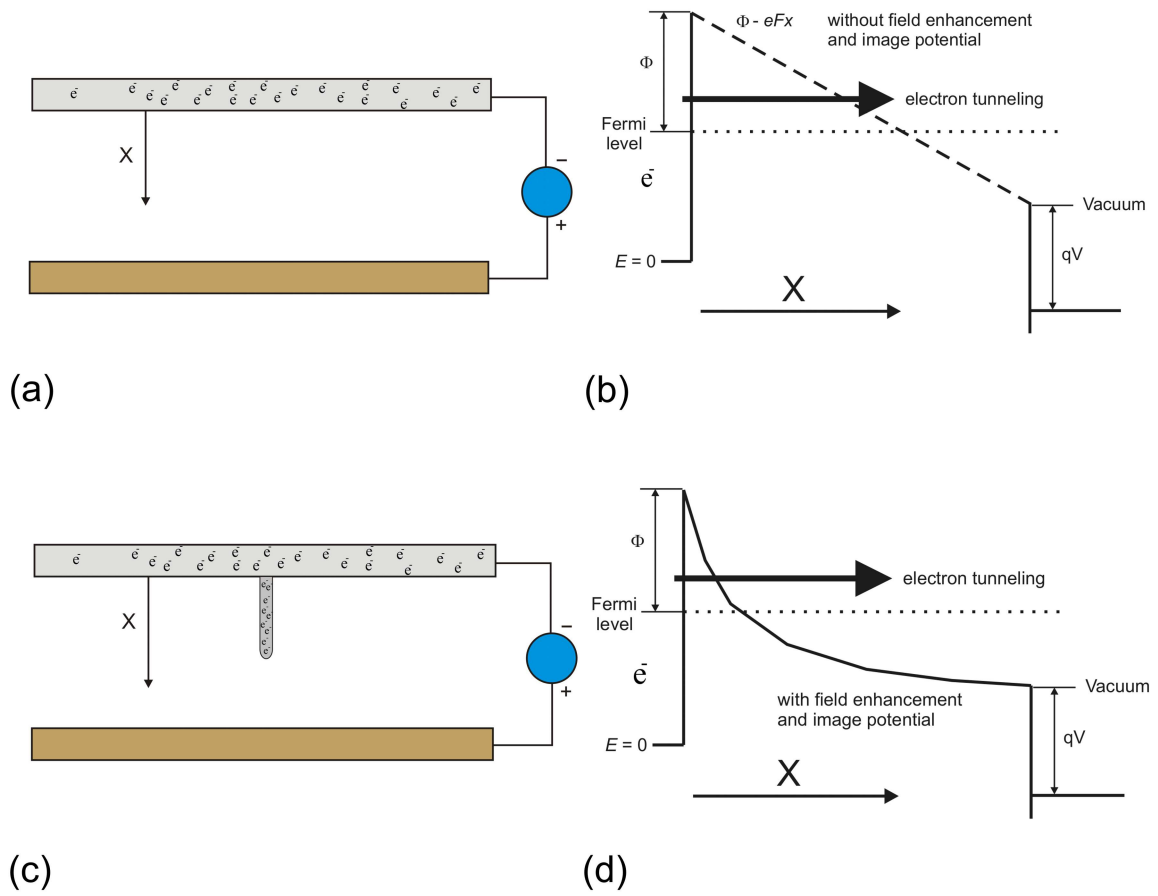 e⁻ e⁻ e⁻ e⁻ e⁻ e⁻ e⁻ e⁻ e⁻ e⁻ e⁻ e⁻ e⁻ e⁻ e⁻ e⁻ e⁻ e⁻ e⁻ e⁻ e⁻
X
−
+
(a)
Φ - eFx
without field enhancement
and image potential
Φ
electron tunneling
Fermi
level
e⁻
Vacuum
qV
E = 0
X
(b)
e⁻ e⁻ e⁻ e⁻ e⁻ e⁻ e⁻ e⁻ e⁻ e⁻ e⁻ e⁻ e⁻ e⁻ e⁻ e⁻ e⁻ e⁻ e⁻ e⁻ e⁻
e⁻ e⁻ e⁻ e⁻ e⁻ e⁻ e⁻ e⁻ e⁻
X
−
+
(c)
Φ
electron tunneling
Fermi
level
e⁻
Vacuum
with field enhancement
and image potential
qV
E = 0
X
(d)